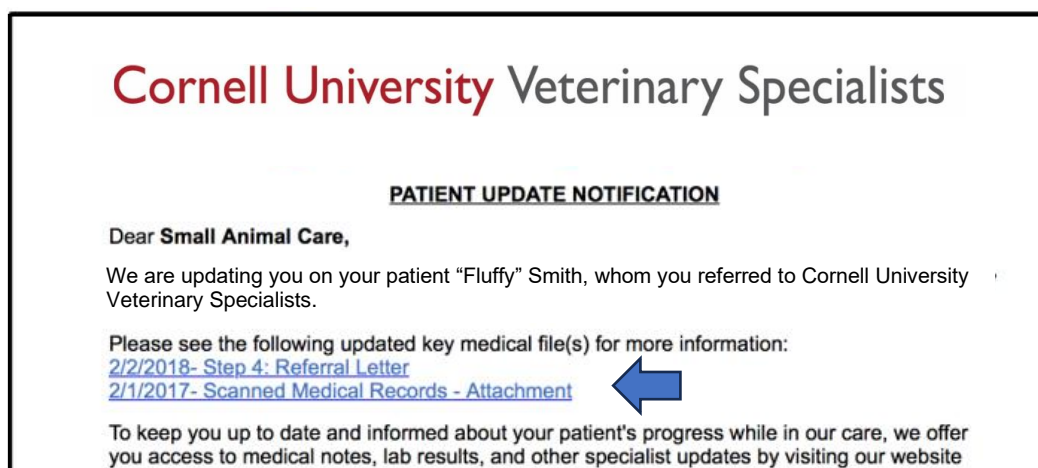 Cornell University Veterinary Specialists
PATIENT UPDATE NOTIFICATION
Dear Small Animal Care,
We are updating you on your patient “Fluffy” Smith, whom you referred to Cornell University
Veterinary Specialists.
Please see the following updated key medical file(s) for more information:
2/2/2018- Step 4: Referral Letter
2/1/2017- Scanned Medical Records - Attachment
To keep you up to date and informed about your patient's progress while in our care, we offer
you access to medical notes, lab results, and other specialist updates by visiting our website